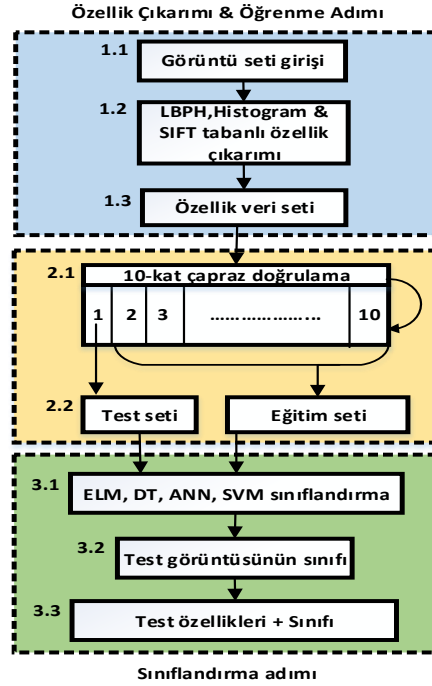 Özellik Çıkarımı & Öğrenme Adımı
1.1
Görüntü seti girişi
1.2
LBPH,Histogram &
SIFT tabanlı özellik
çıkarımı
1.3
Özellik veri seti
2.1
10-kat çapraz doğrulama
1 2 3 ..................... 10
2.2
Test seti Eğitim seti
3.1
ELM, DT, ANN, SVM sınıflandırma
3.2
Test görüntüsünün sınıfı
3.3
Test özellikleri + Sınıfı
Sınıflandırma adımı